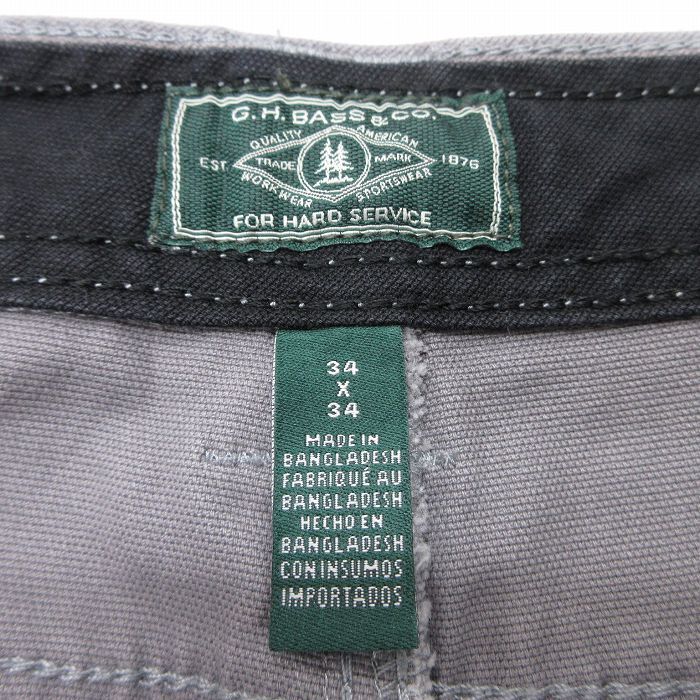 G.H. BASS & CO.
QUALITY AMERICAN
EST. TRADE MARK 1876
WORKWEAR SPORTSWEAR
FOR HARD SERVICE
34
X
34
MADE IN
BANGLADESH
FABRIQUÉ AU
BANGLADESH
HECHO EN
BANGLADESH
CON INSUMOS
IMPORTADOS